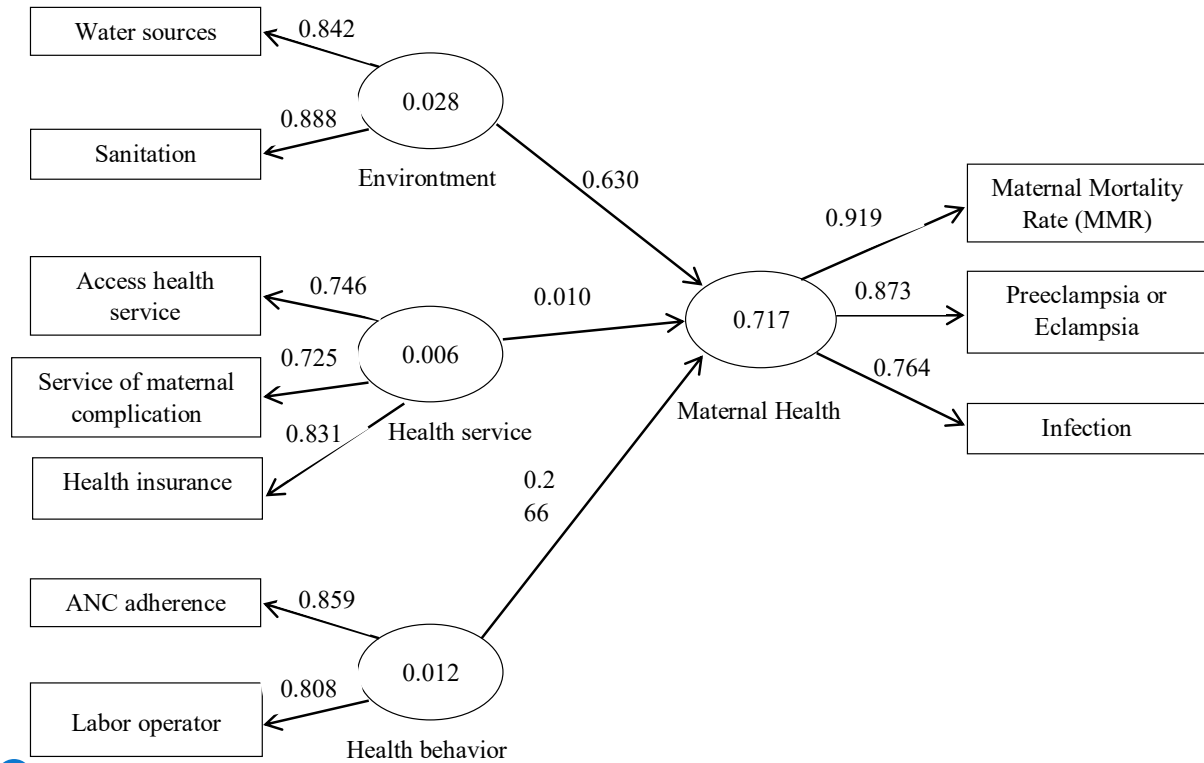 Water sources
0.842
0.028
0.888
Sanitation
Environtment
0.630
Maternal Mortality
Rate (MMR)
0.919
Access health
service
0.746
0.010
0.873
Preeclampsia or
Eclampsia
0.717
0.006
0.725
Service of maternal
complication
0.764
Maternal Health
Health service
0.831
Infection
Health insurance
0.2
66
ANC adherence
0.859
0.012
0.808
Labor operator
Health behavior